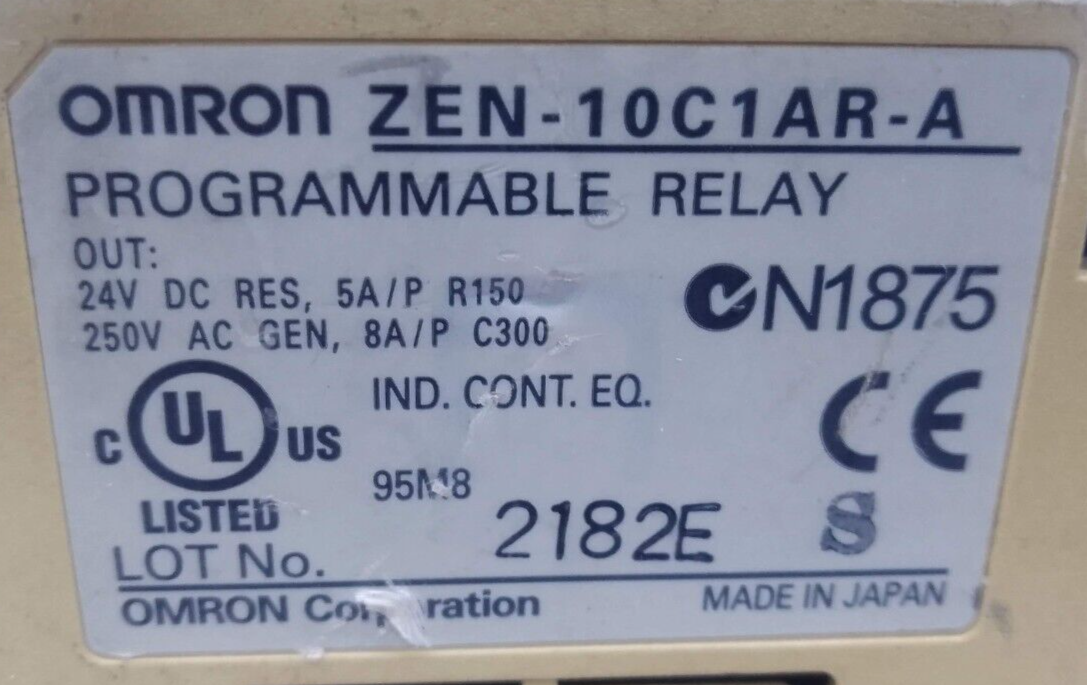 OMRON ZEN-10C1AR-A
PROGRAMMABLE RELAY
OUT:
24V DC RES, 5A/P R150
250V AC GEN, 8A/P C300
N1875
C UL US
LISTED
IND. CONT. EQ.
95M8
CE
LOT No. 2182E S
OMRON Corporation
MADE IN JAPAN